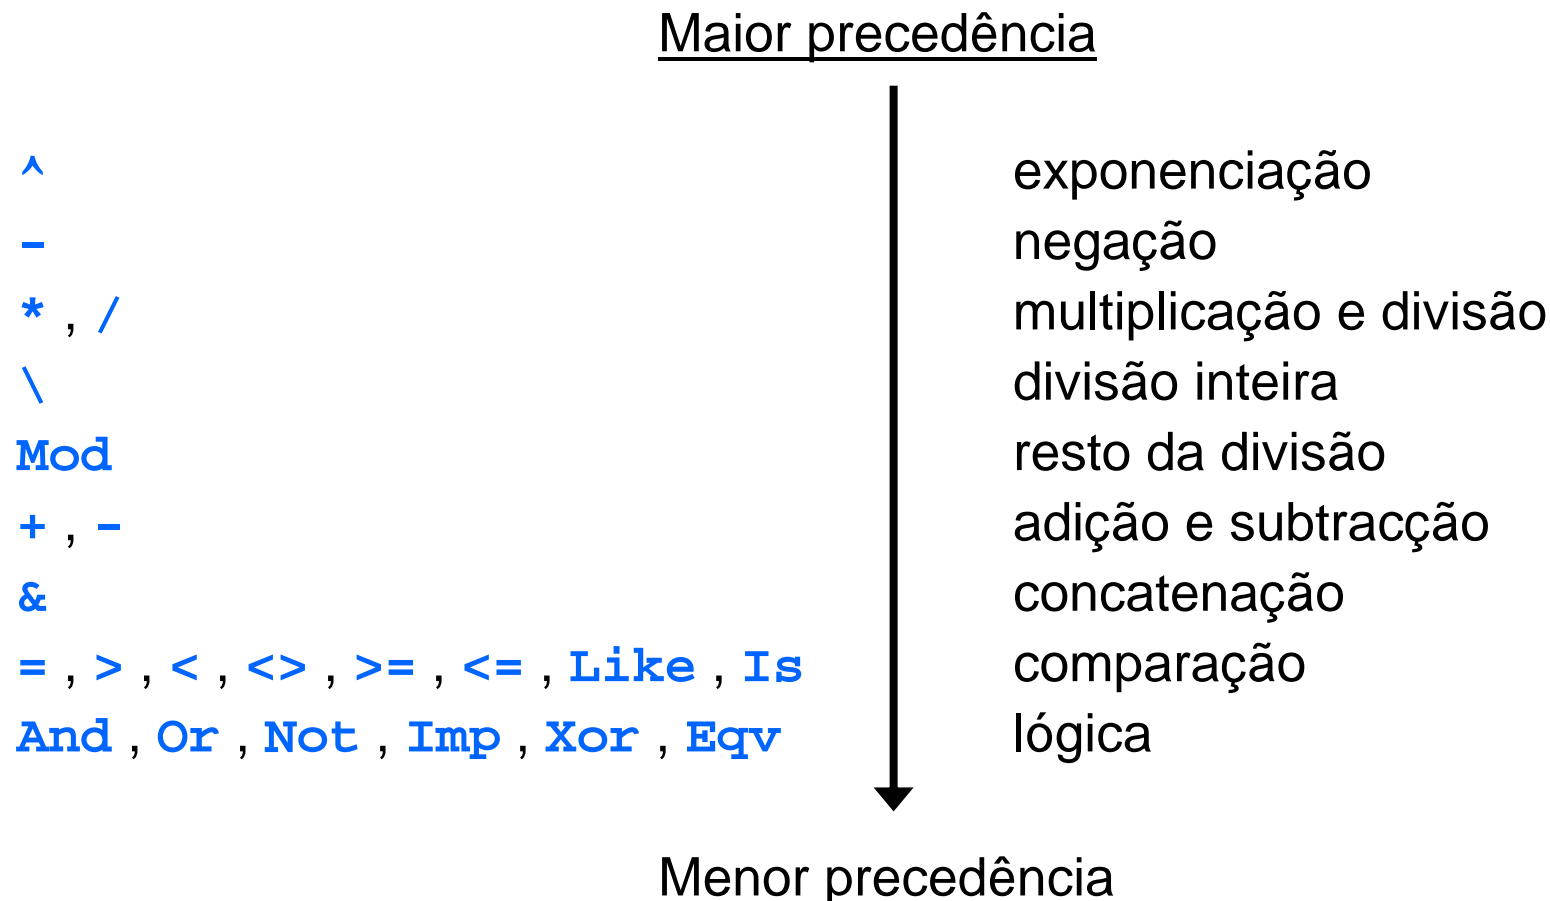 Maior precedência
^ exponenciação
- negação
* , / multiplicação e divisão
\ divisão inteira
Mod resto da divisão
+ , - adição e subtracção
& concatenação
= , > , < , <> , >= , <= , Like , Is comparação
And , Or , Not , Imp , Xor , Eqv lógica
Menor precedência